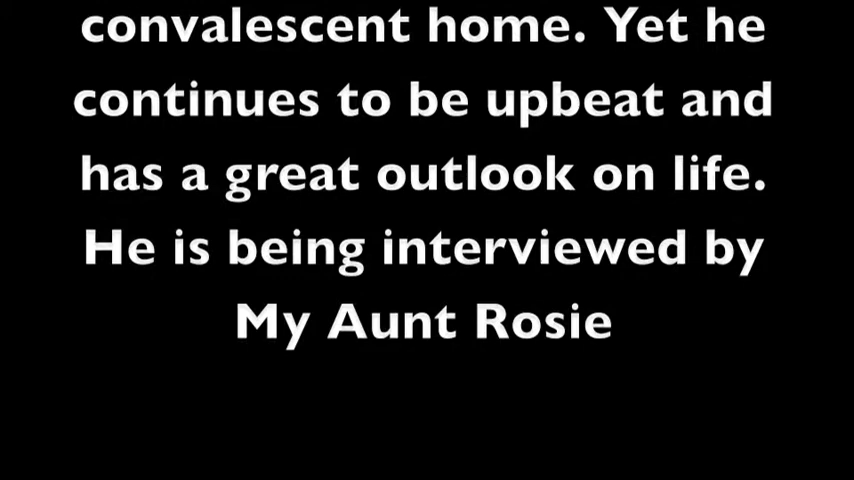 convalescent home. Yet he
continues to be upbeat and
has a great outlook on life.
He is being interviewed by
My Aunt Rosie